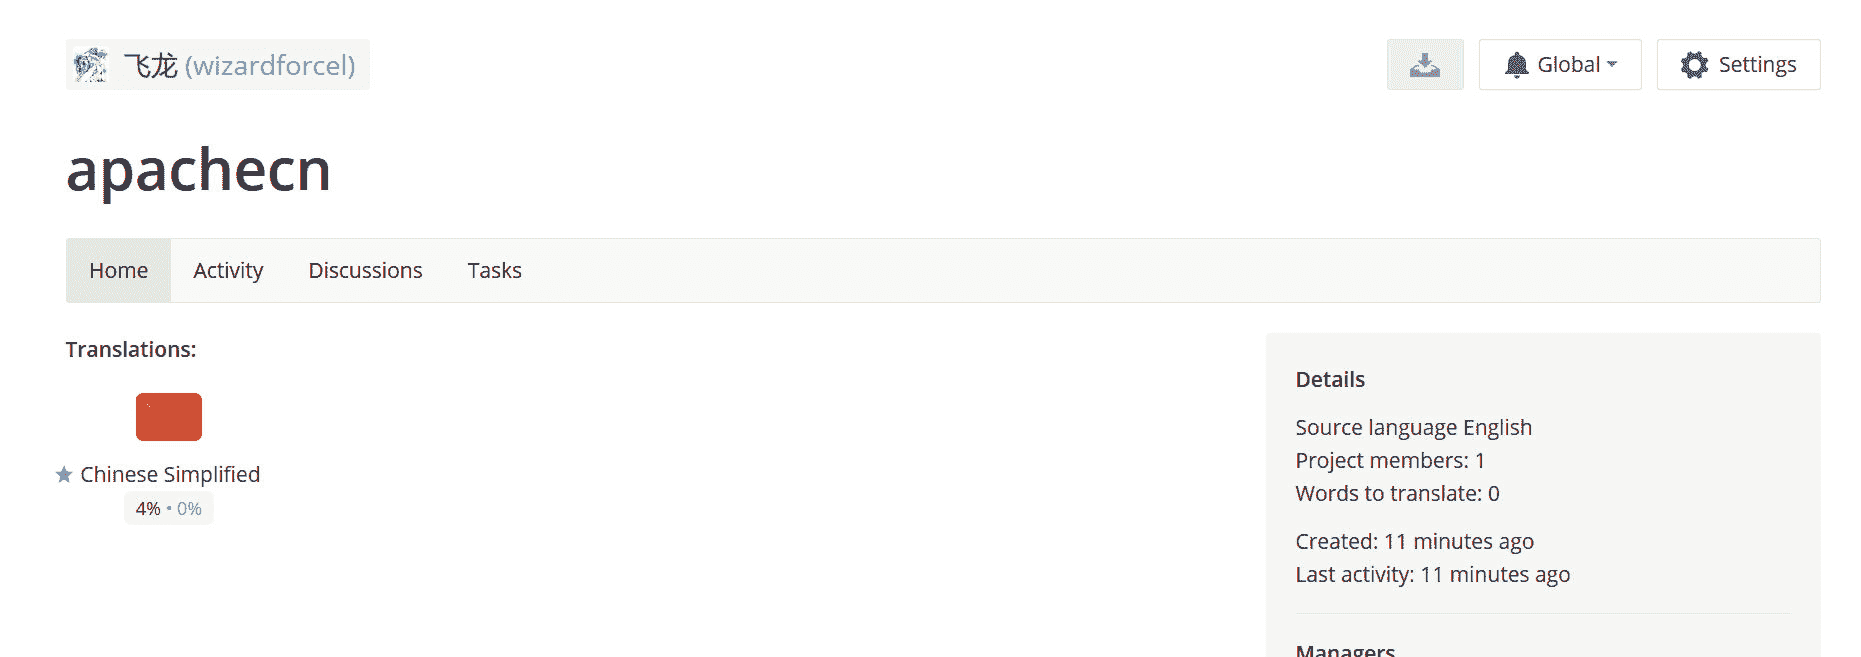 飞龙 (wizardforcel)
Global
Settings
apachecn
Home
Activity
Discussions
Tasks
Translations:
Chinese Simplified
4% • 0%
Details
Source language English
Project members: 1
Words to translate: 0
Created: 11 minutes ago
Last activity: 11 minutes ago
Managers